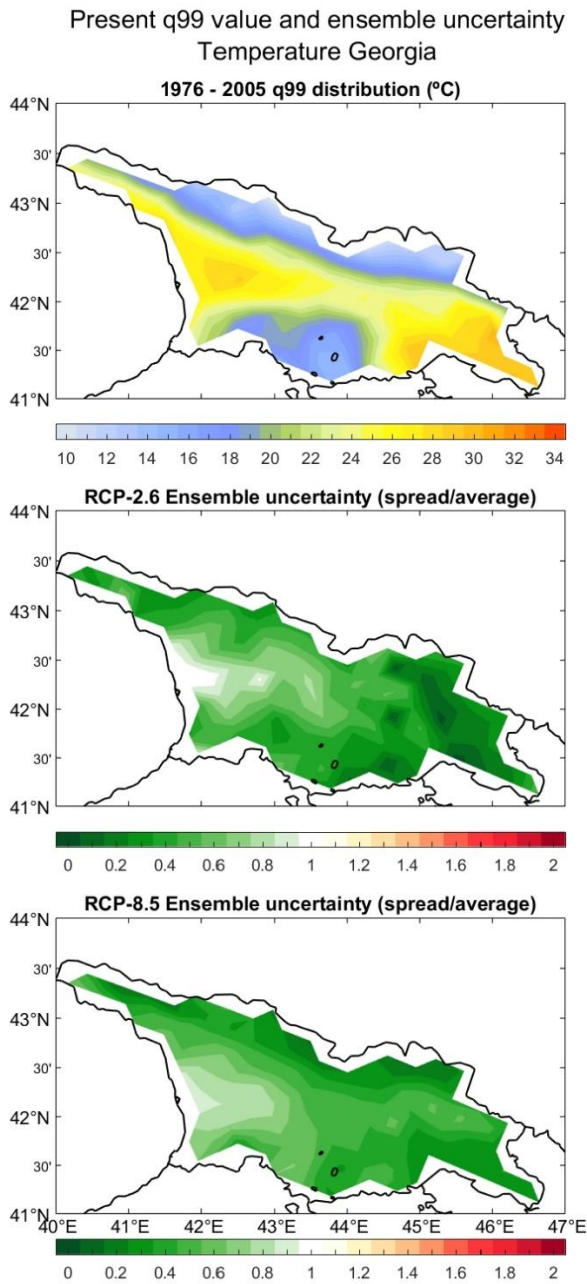 Present q99 value and ensemble uncertainty
Temperature Georgia
1976 - 2005 q99 distribution (ºC)
44°N
30'
43°N
30'
42°N
30'
41°N
10 12 14 16 18 20 22 24 26 28 30 32 34
RCP-2.6 Ensemble uncertainty (spread/average)
44°N
30'
43°N
30'
42°N
30'
41°N
0 0.2 0.4 0.6 0.8 1 1.2 1.4 1.6 1.8 2
RCP-8.5 Ensemble uncertainty (spread/average)
44°N
30'
43°N
30'
42°N
30'
41°N
40°E 41°E 42°E 43°E 44°E 45°E 46°E 47°E
0 0.2 0.4 0.6 0.8 1 1.2 1.4 1.6 1.8 2